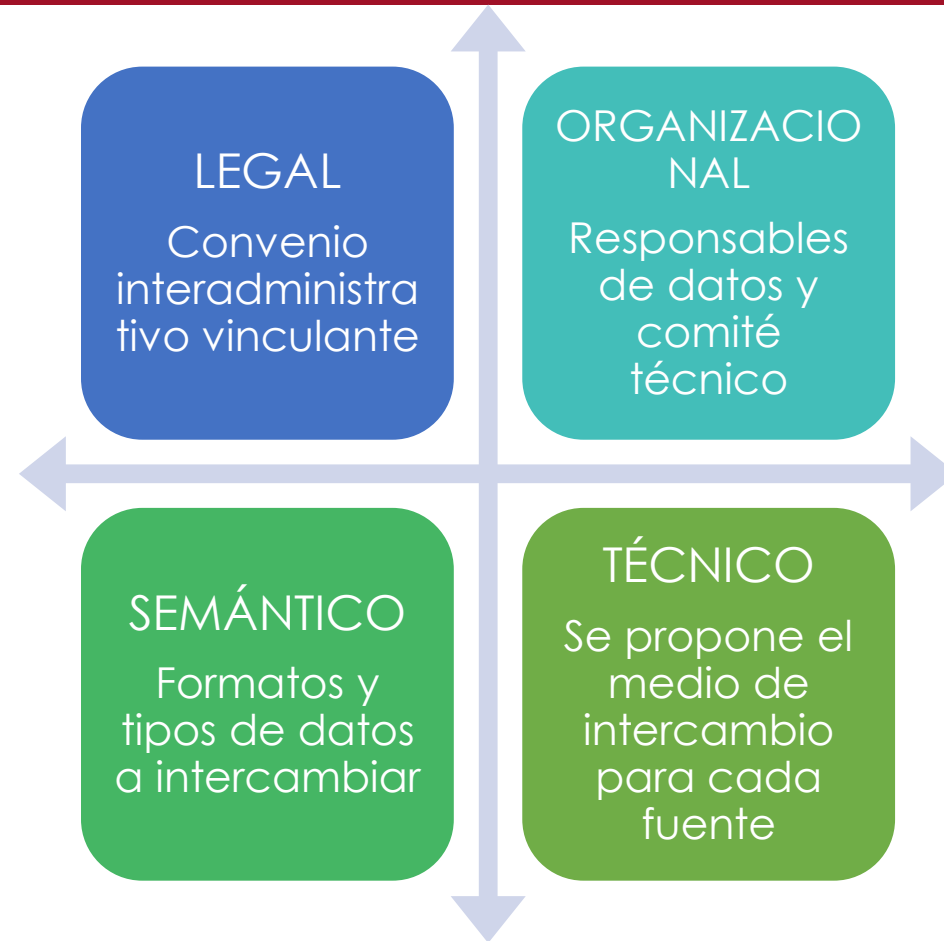 LEGAL
Convenio
interadministra
tivo vinculante
ORGANIZACIO
NAL
Responsables
de datos y
comité
técnico
SEMÁNTICO
Formatos y
tipos de datos
a intercambiar
TÉCNICO
Se propone el
medio de
intercambio
para cada
fuente